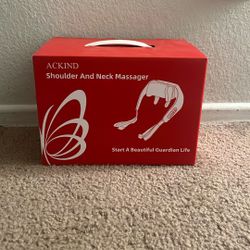 ACKIND
Shoulder And Neck Massager
Start A Beautiful Guardian Life